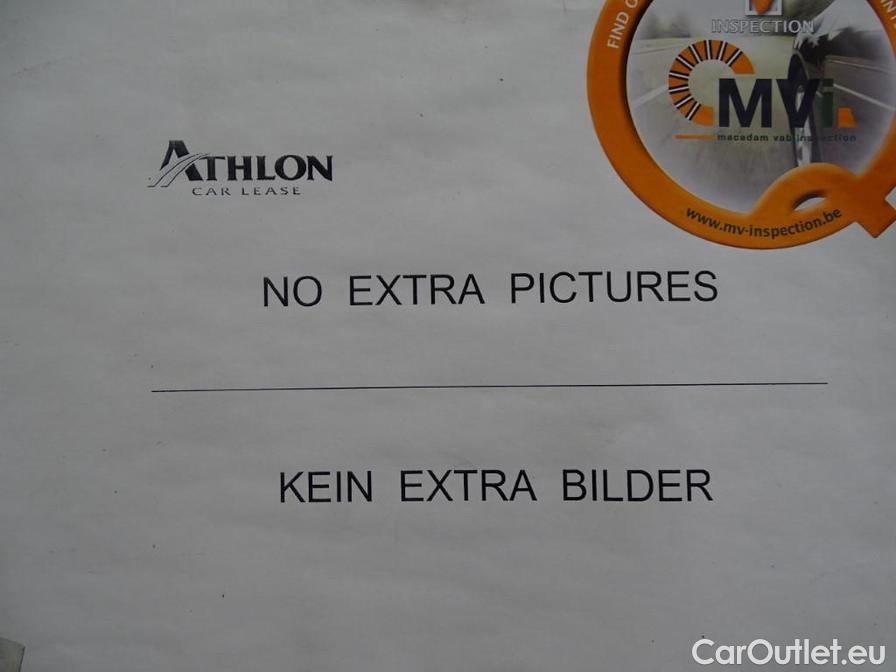 INSPECTION
FIND
MVi.
macadam vab inspection
www.mv-inspection.be
ATHLON
CAR LEASE
NO EXTRA PICTURES
KEIN EXTRA BILDER
CarOutlet.eu